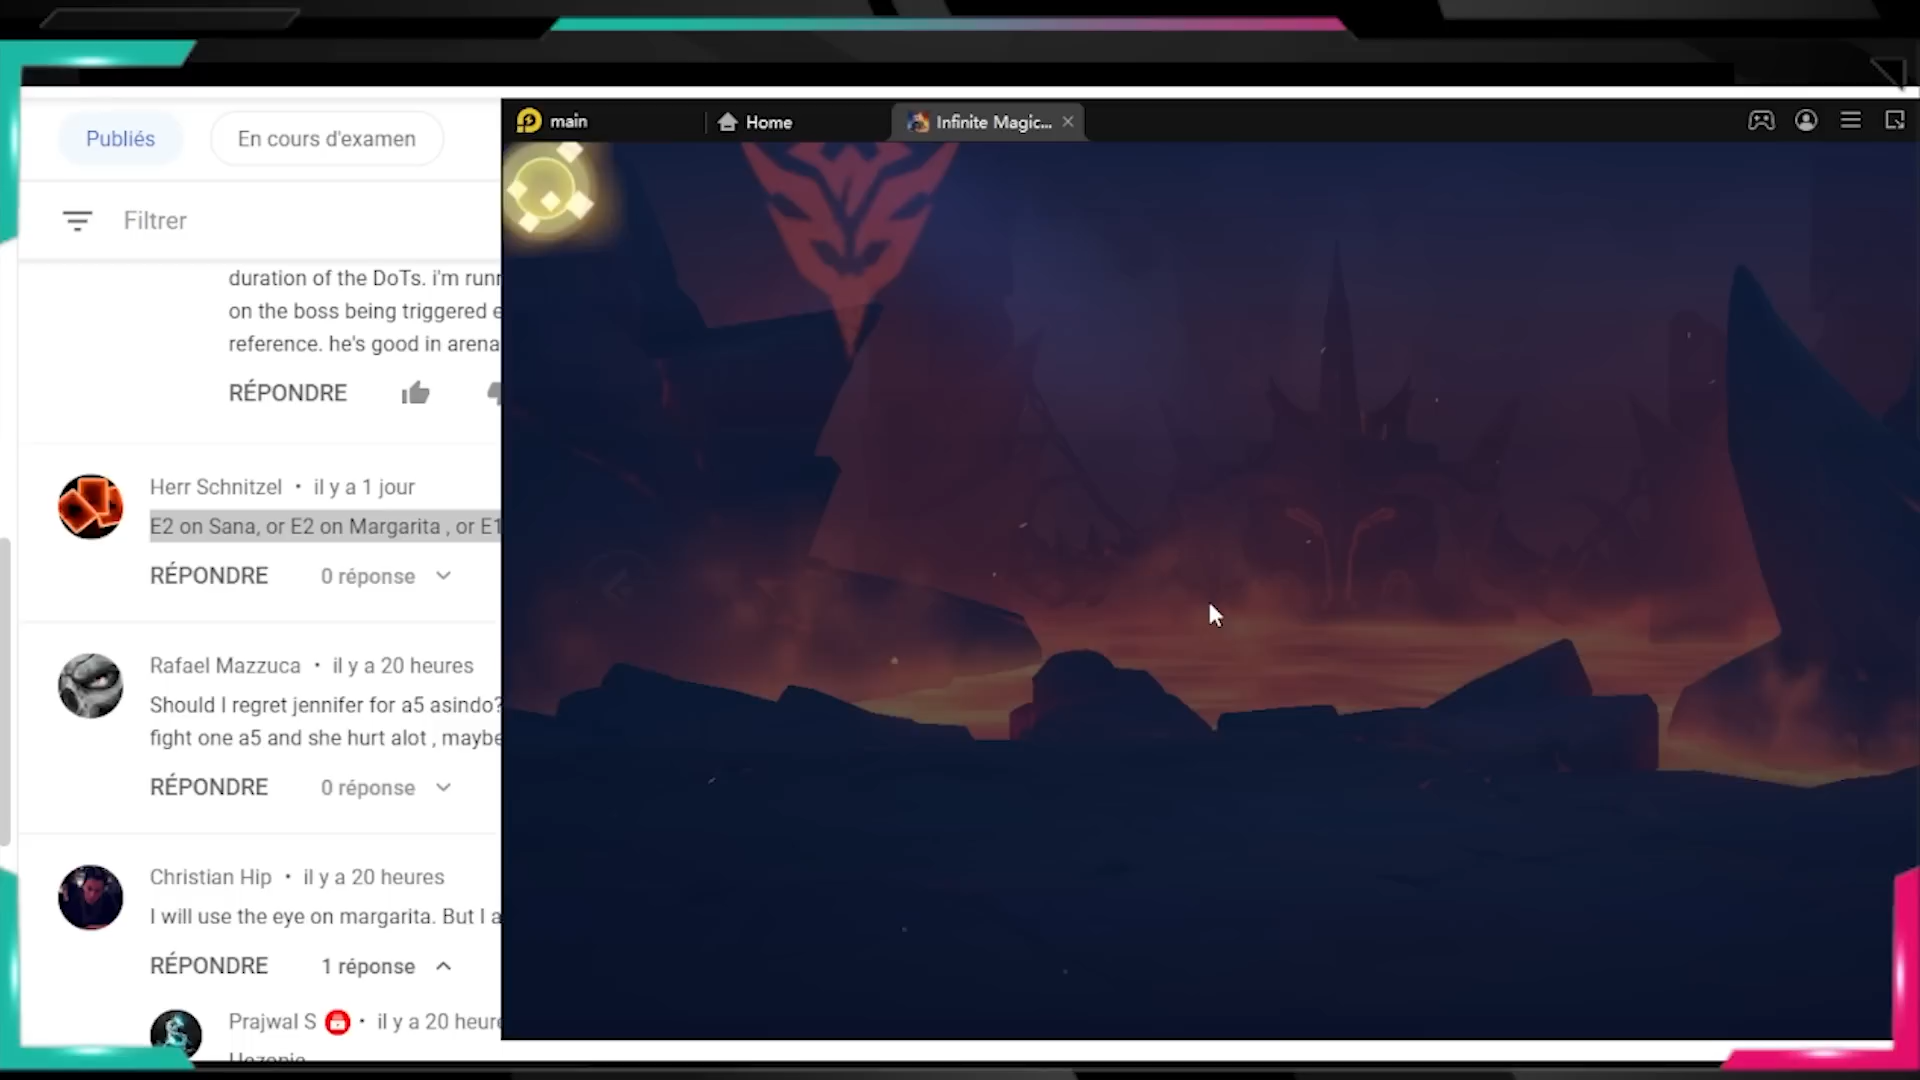 main
Home
Infinite Magic...
Publiés
En cours d'examen
Filtrer
duration of the DoTs. i'm runn
on the boss being triggered e
reference. he's good in arena
RÉPONDRE
Herr Schnitzel • il y a 1 jour
E2 on Sana, or E2 on Margarita , or E1
RÉPONDRE 0 réponse
Rafael Mazzuca • il y a 20 heures
Should I regret jennifer for a5 asindo?
fight one a5 and she hurt alot , maybe
RÉPONDRE 0 réponse
Christian Hip • il y a 20 heures
I will use the eye on margarita. But I a
RÉPONDRE 1 réponse
Prajwal S • il y a 20 heure